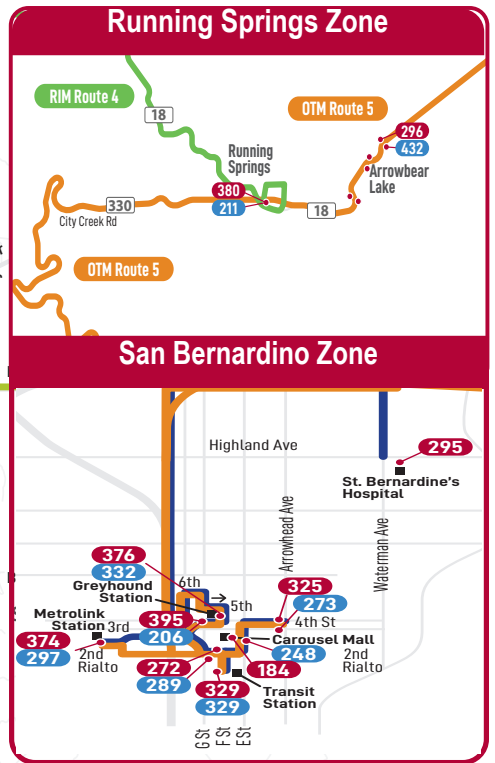 Running Springs Zone
RIM Route 4
OTM Route 5
18
296
432
Running
Springs
Arrowbear
Lake
380
211
330
18
City Creek Rd
OTM Route 5
San Bernardino Zone
Highland Ave
295
St. Bernardine's
Hospital
Arrowhead Ave
Waterman Ave
376
332
6th
Greyhound
Station
5th
325
273
Metrolink
Station
3rd
395
206
4th St
374
297
2nd
Rialto
Carousel Mall
248
2nd
Rialto
272
289
184
329
329
Transit
Station
G St
F St
E St